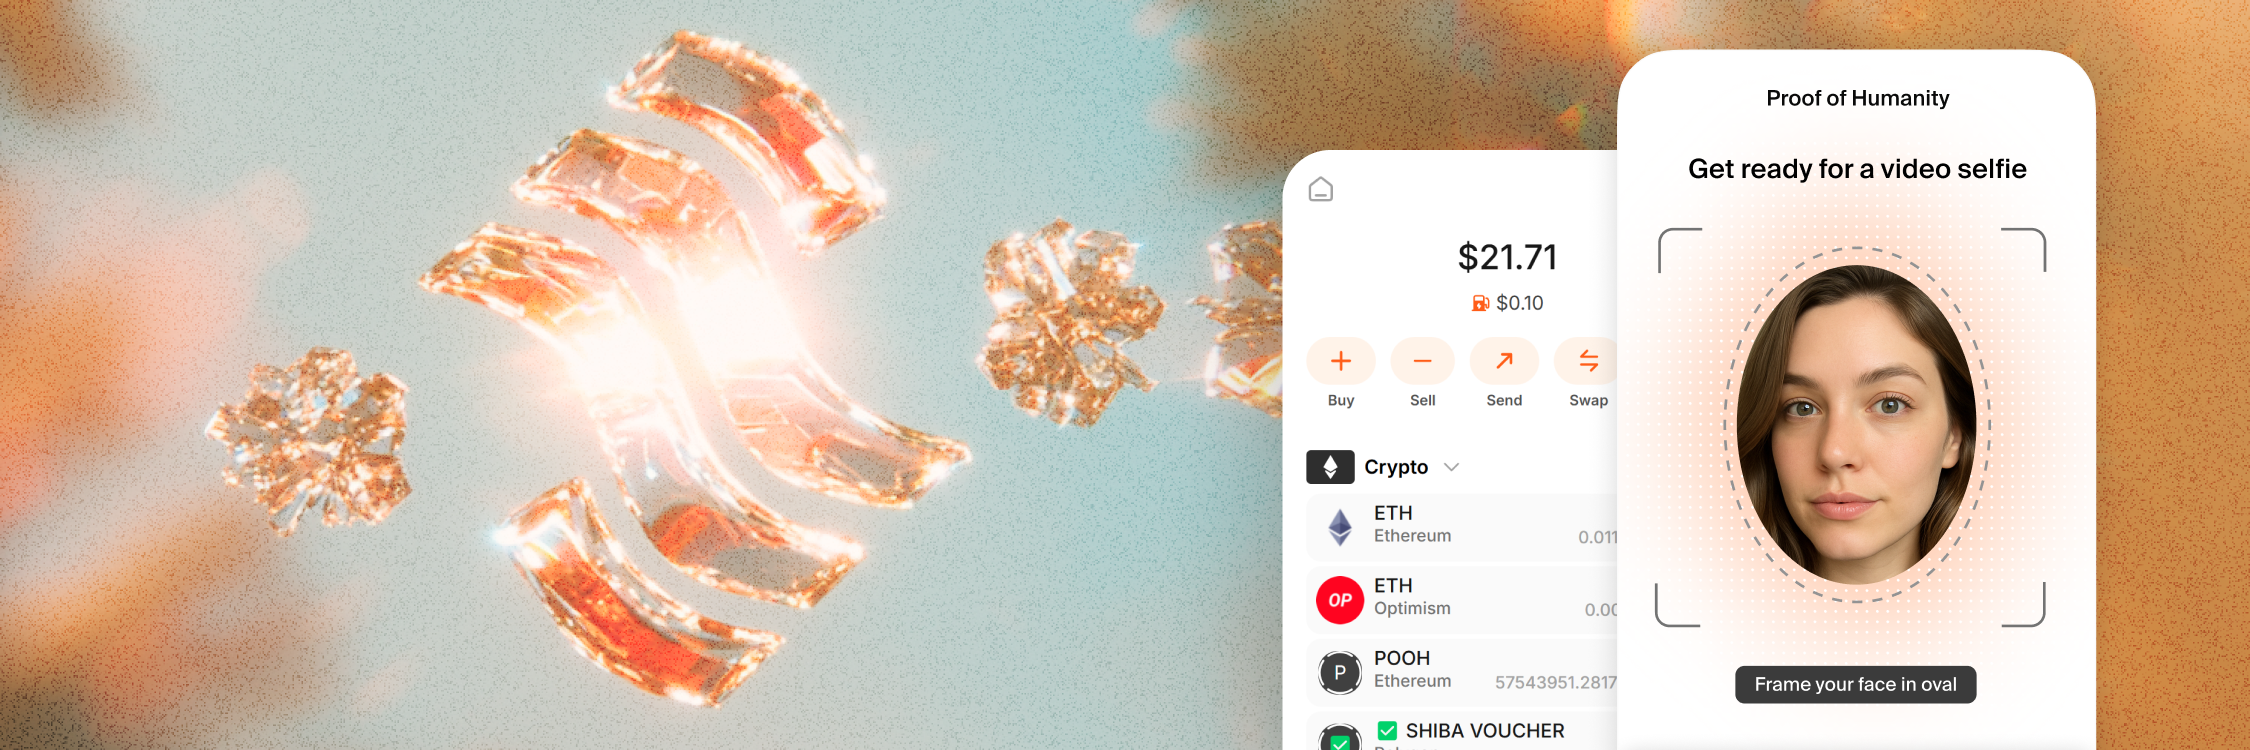 $21.71
$0.10
Buy
Sell
Send
Swap
Crypto
ETH
Ethereum
0.011
ETH
OP
Optimism
0.00
POOH
P
Ethereum
57543951.2817
SHIBA VOUCHER
Proof of Humanity
Get ready for a video selfie
Frame your face in oval